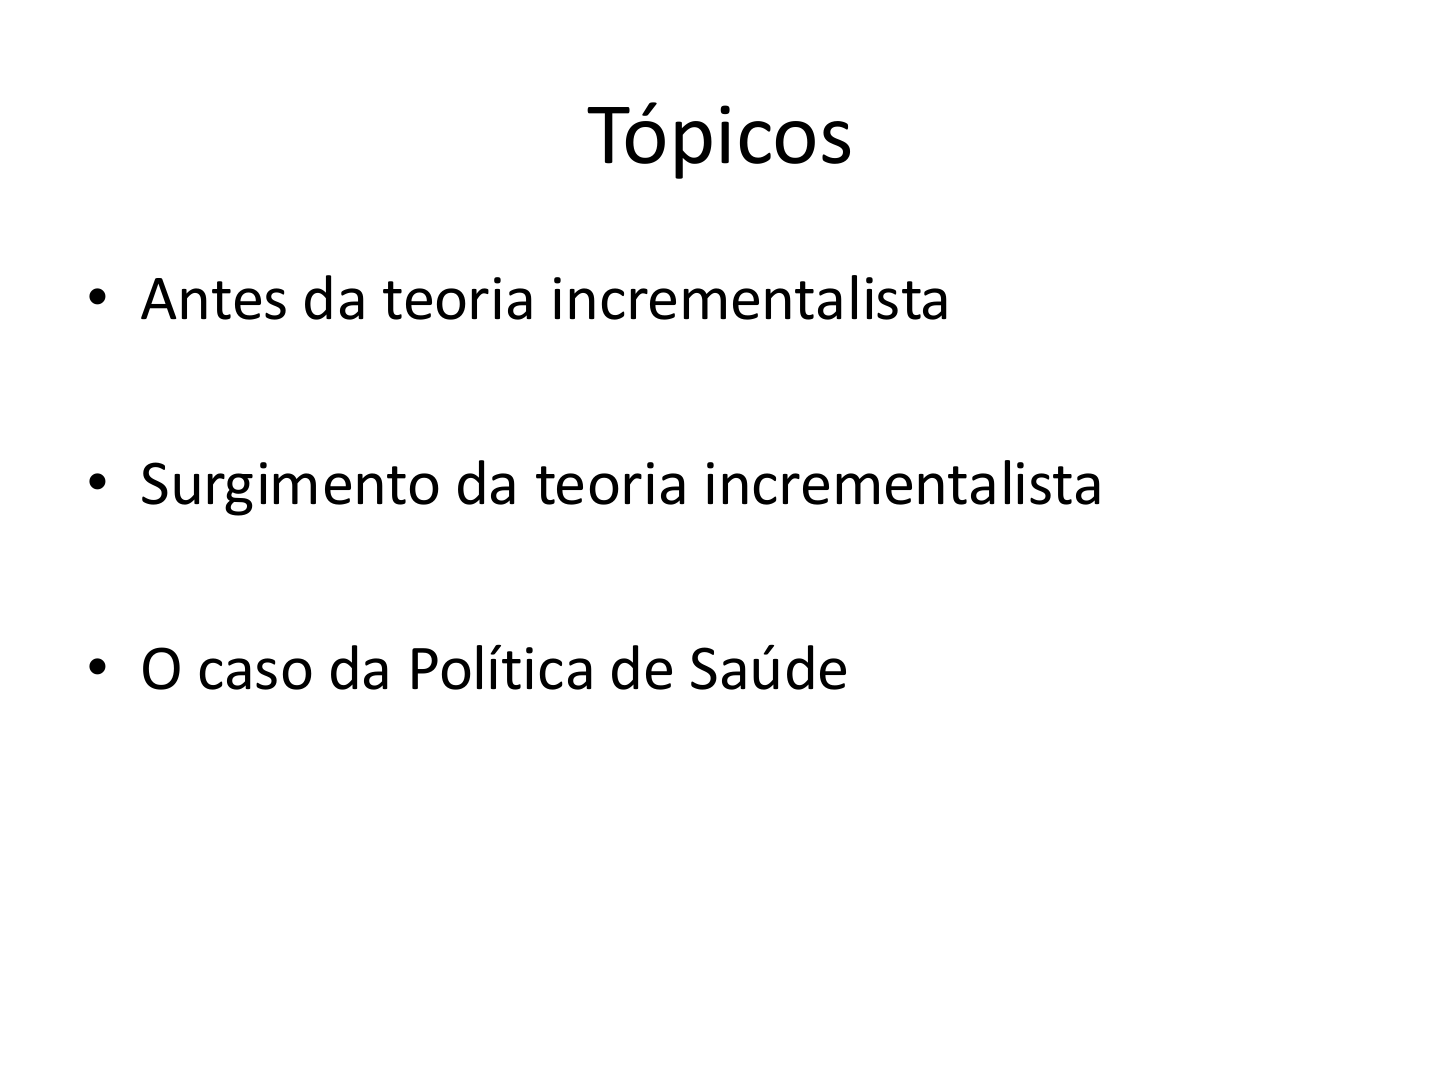 Tópicos
• Antes da teoria incrementalista
• Surgimento da teoria incrementalista
• O caso da Política de Saúde